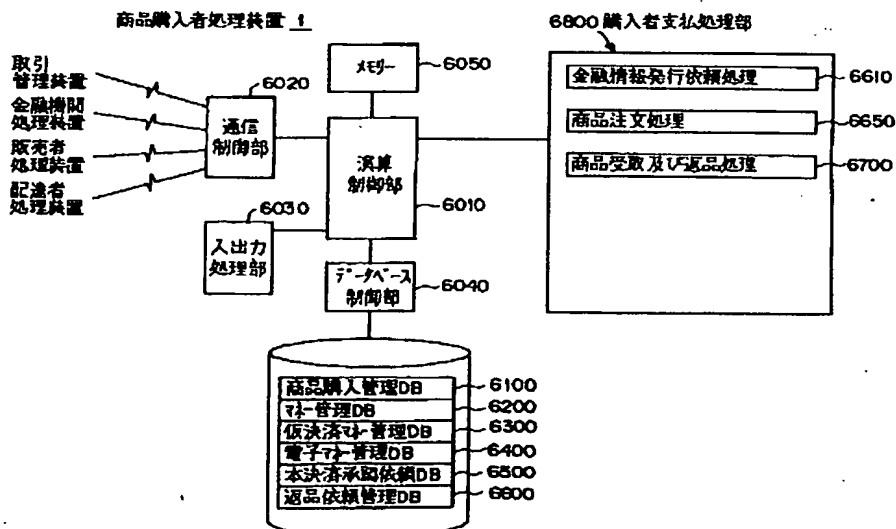 商品購入者処理装置 1
6800 購入者支払処理部
取引
管理装置
金融機関
処理装置
販売者
処理装置
配達者
処理装置
6020
通信
制御部
メモリー
6050
演算
制御部
6010
6030
入出力
処理部
データベース
制御部
6040
金融情報発行依頼処理
6610
商品注文処理
6650
商品受取及び返品処理
6700
商品購入管理DB
6100
マネー管理DB
6200
仮決済マネー管理DB
6300
電子マネー管理DB
6400
本決済承認依頼DB
6500
返品依頼管理DB
6600